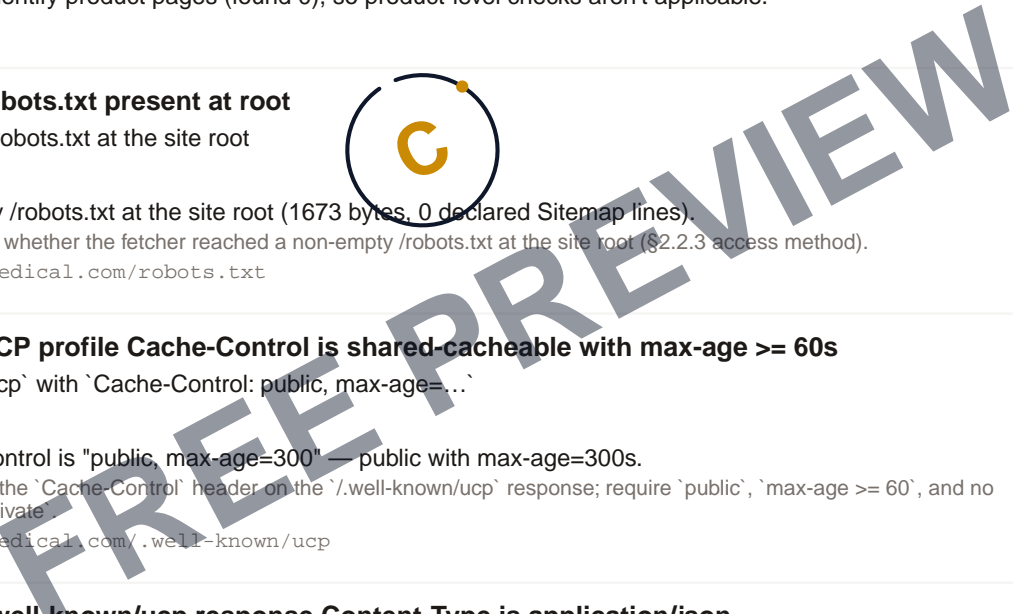 entify product pages (found 0), so product-level checks aren't applicable.
bots.txt present at root
obots.txt at the site root
C
/robots.txt at the site root (1673 bytes, 0 declared Sitemap lines).
whether the fetcher reached a non-empty /robots.txt at the site root (§2.2.3 access method).
edical.com/robots.txt
CP profile Cache-Control is shared-cacheable with max-age >= 60s
cp` with `Cache-Control: public, max-age=…`
ontrol is "public, max-age=300" — public with max-age=300s.
the `Cache-Control` header on the `/.well-known/ucp` response; require `public`, `max-age >= 60`, and no
ivate`.
edical.com/.well-known/ucp
well-known/ucp response Content-Type is application/json
FREE PREVIEW